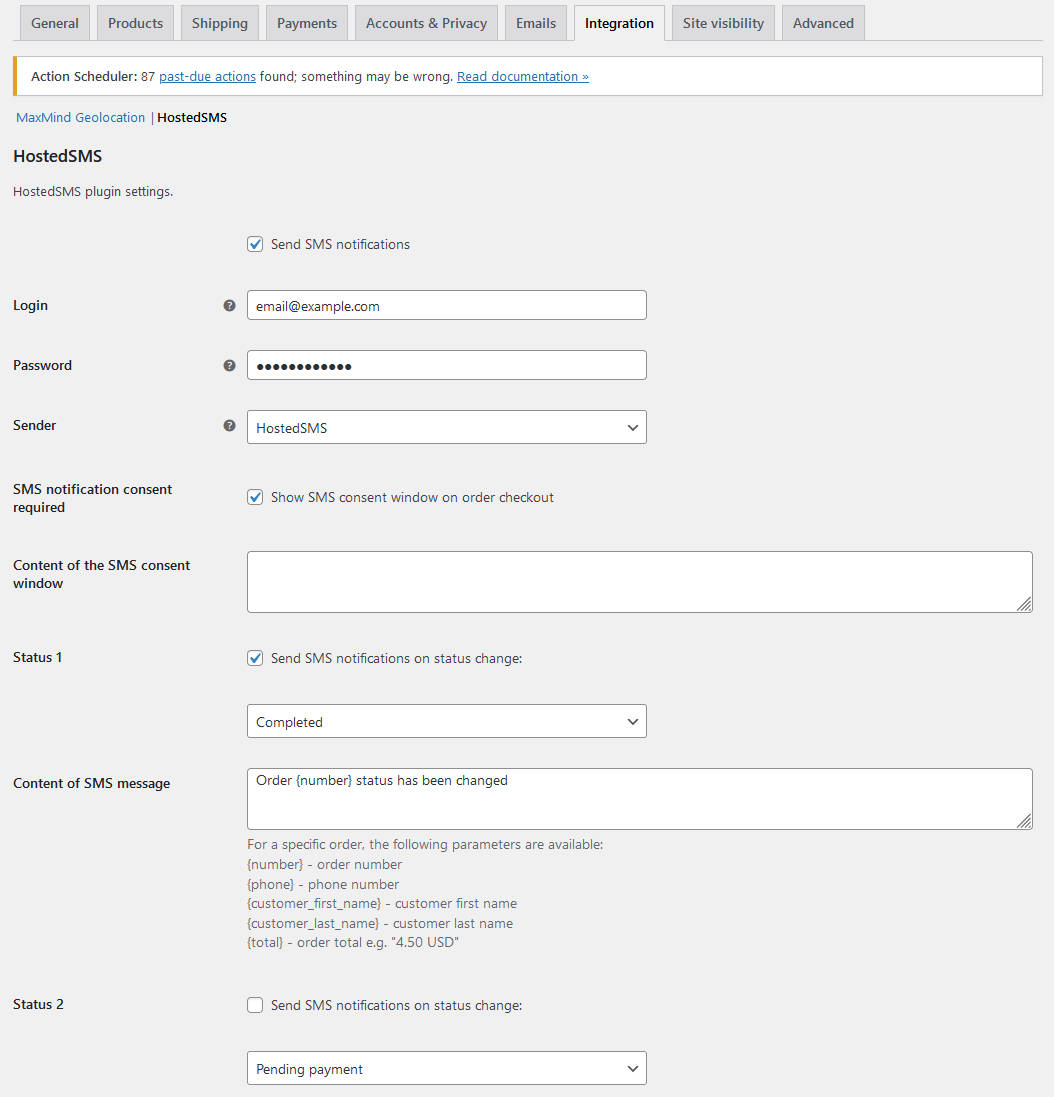 General Products Shipping Payments Accounts & Privacy Emails Integration Site visibility Advanced
Action Scheduler: 87 past-due actions found; something may be wrong. Read documentation »
MaxMind Geolocation | HostedSMS
HostedSMS
HostedSMS plugin settings.
Send SMS notifications
Login ? email@example.com
Password ? ●●●●●●●●●●●●
Sender ? HostedSMS
SMS notification consent
required
Show SMS consent window on order checkout
Content of the SMS consent
window
Status 1 Send SMS notifications on status change:
Completed
Content of SMS message Order {number} status has been changed
For a specific order, the following parameters are available:
{number} - order number
{phone} - phone number
{customer_first_name} - customer first name
{customer_last_name} - customer last name
{total} - order total e.g. "4.50 USD"
Status 2 Send SMS notifications on status change:
Pending payment